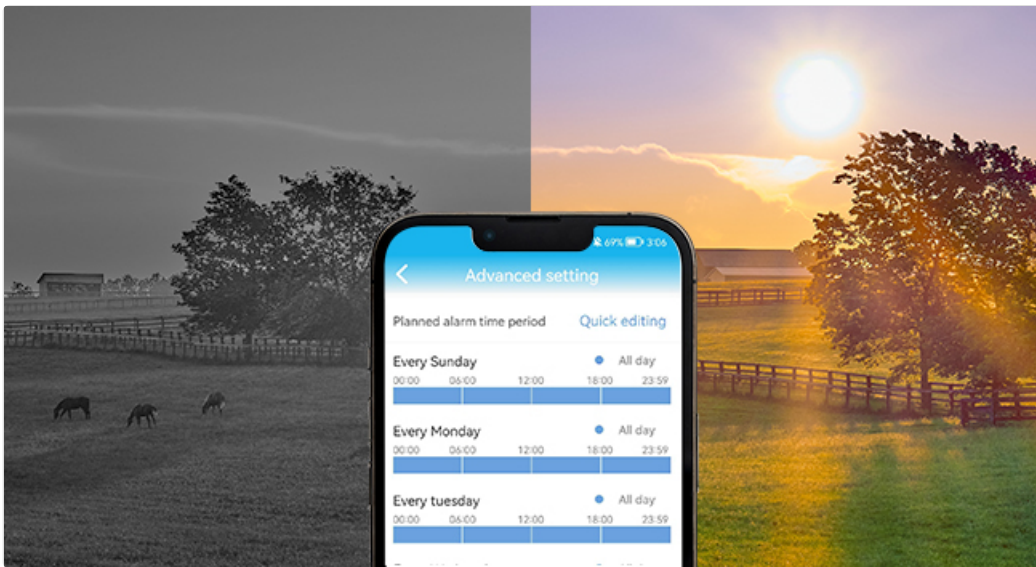 69% 3:06
Advanced setting
Planned alarm time period Quick editing
Every Sunday All day
00:00 06:00 12:00 18:00 23:59
Every Monday All day
00:00 06:00 12:00 18:00 23:59
Every tuesday All day
00:00 06:00 12:00 18:00 23:59